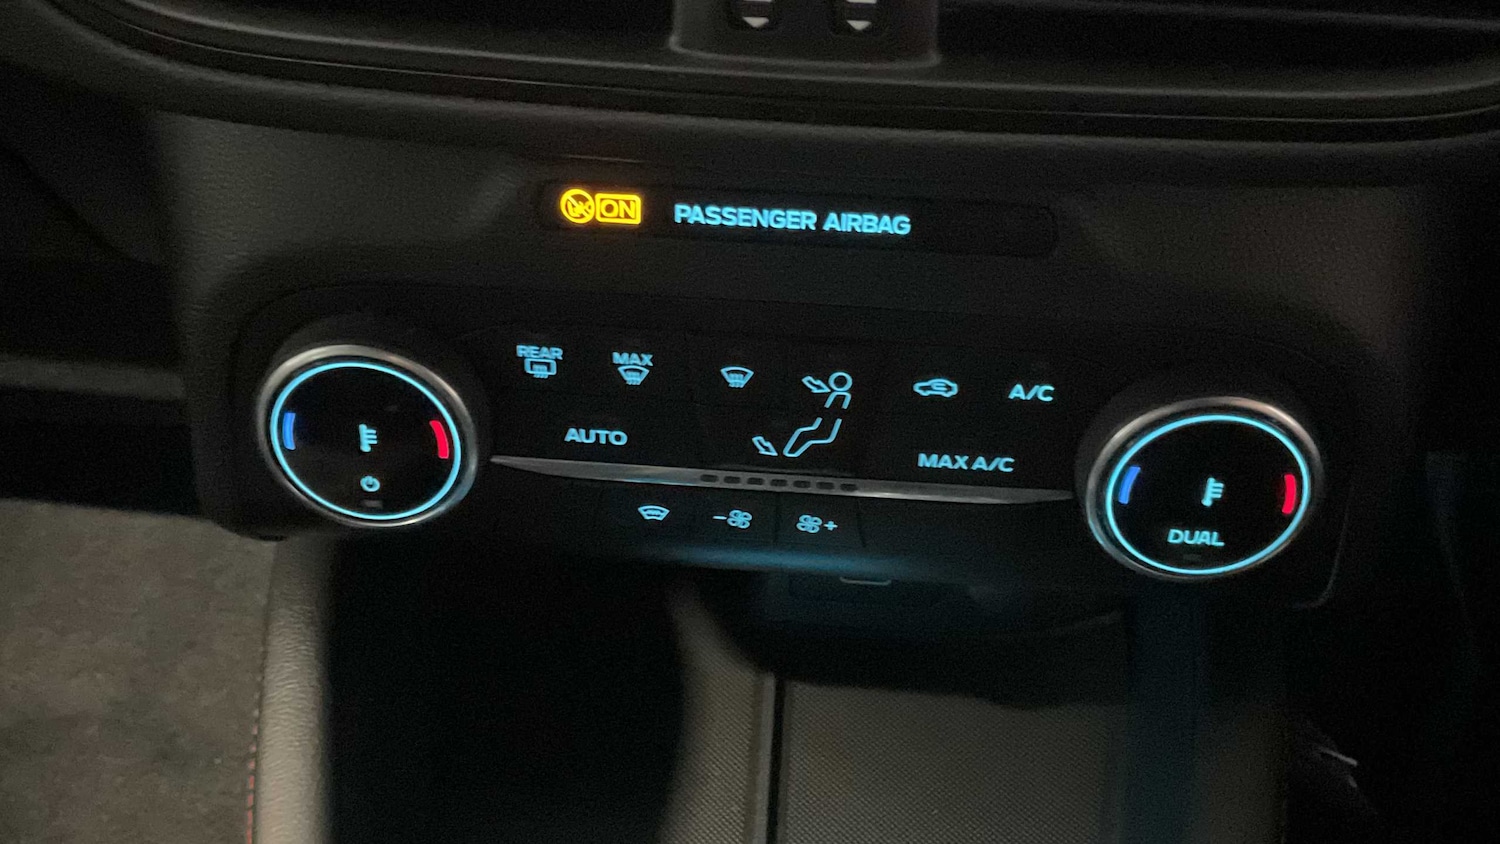 ON PASSENGER AIRBAG
REAR MAX
A/C
AUTO
MAX A/C
- +
DUAL